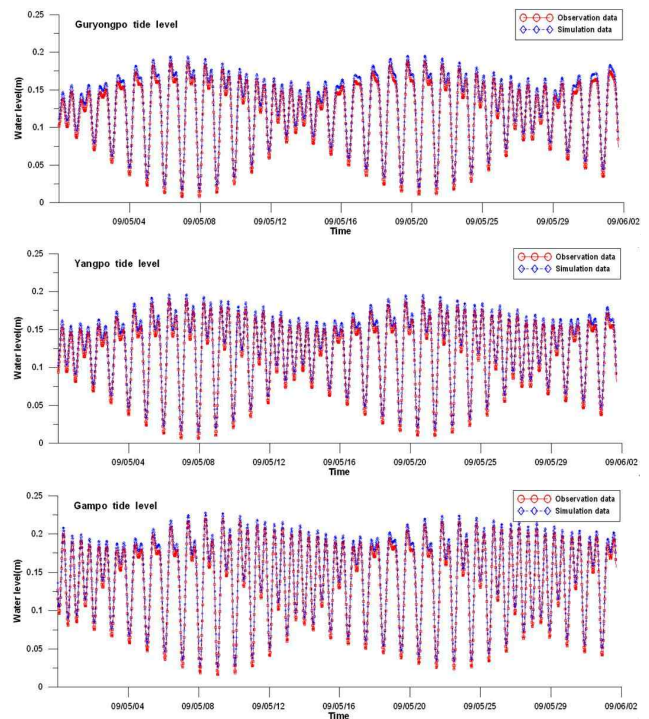 Guryongpo tide level
Observation data
Simulation data
Water level(m)
0.25
0.2
0.15
0.1
0.05
0
09/05/04 09/05/08 09/05/12 09/05/16 09/05/20 09/05/25 09/05/29 09/06/02
Time
Yangpo tide level
Observation data
Simulation data
Water level(m)
0.25
0.2
0.15
0.1
0.05
0
09/05/04 09/05/08 09/05/12 09/05/16 09/05/20 09/05/25 09/05/29 09/06/02
Time
Gampo tide level
Observation data
Simulation data
Water level(m)
0.25
0.2
0.15
0.1
0.05
0
09/05/04 09/05/08 09/05/12 09/05/16 09/05/20 09/05/25 09/05/29 09/06/02
Time